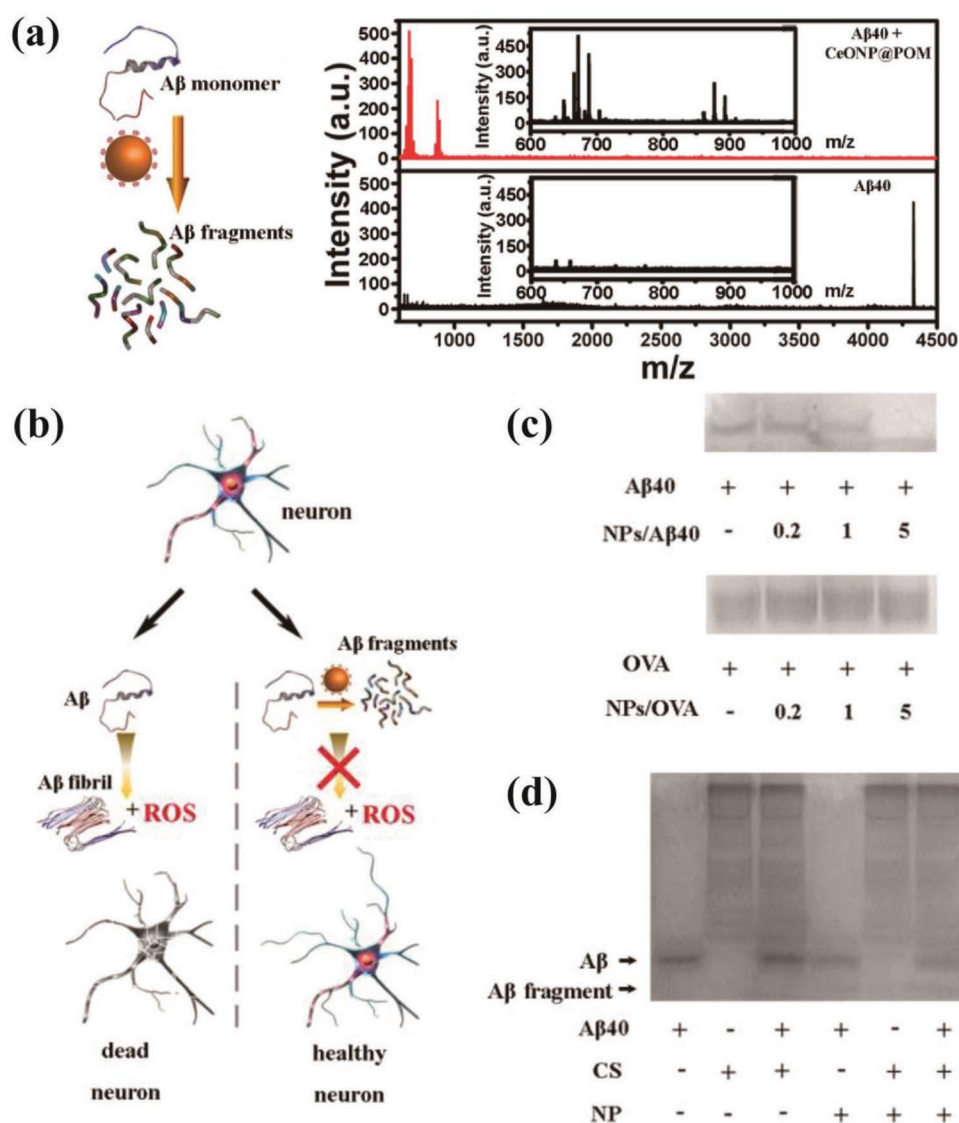 (a)
Aβ monomer
Aβ fragments
Intensity (a.u.)
500
400
300
200
100
0
Intensity (a.u.)
450
300
150
0
600 700 800 900 1000
m/z
Aβ40 +
CeONP@POM
500
400
300
200
100
0
Intensity (a.u.)
450
300
150
0
600 700 800 900 1000
m/z
Aβ40
1000 1500 2000 2500 3000 3500 4000 4500
m/z
(b)
neuron
Aβ
Aβ fibril
+ ROS
dead
neuron
Aβ fragments
+ ROS
healthy
neuron
(c)
Aβ40 + + + +
NPs/Aβ40 - 0.2 1 5
OVA + + + +
NPs/OVA - 0.2 1 5
(d)
Aβ
Aβ fragment
Aβ40 + - + + - +
CS - + + - + +
NP - - - + + +